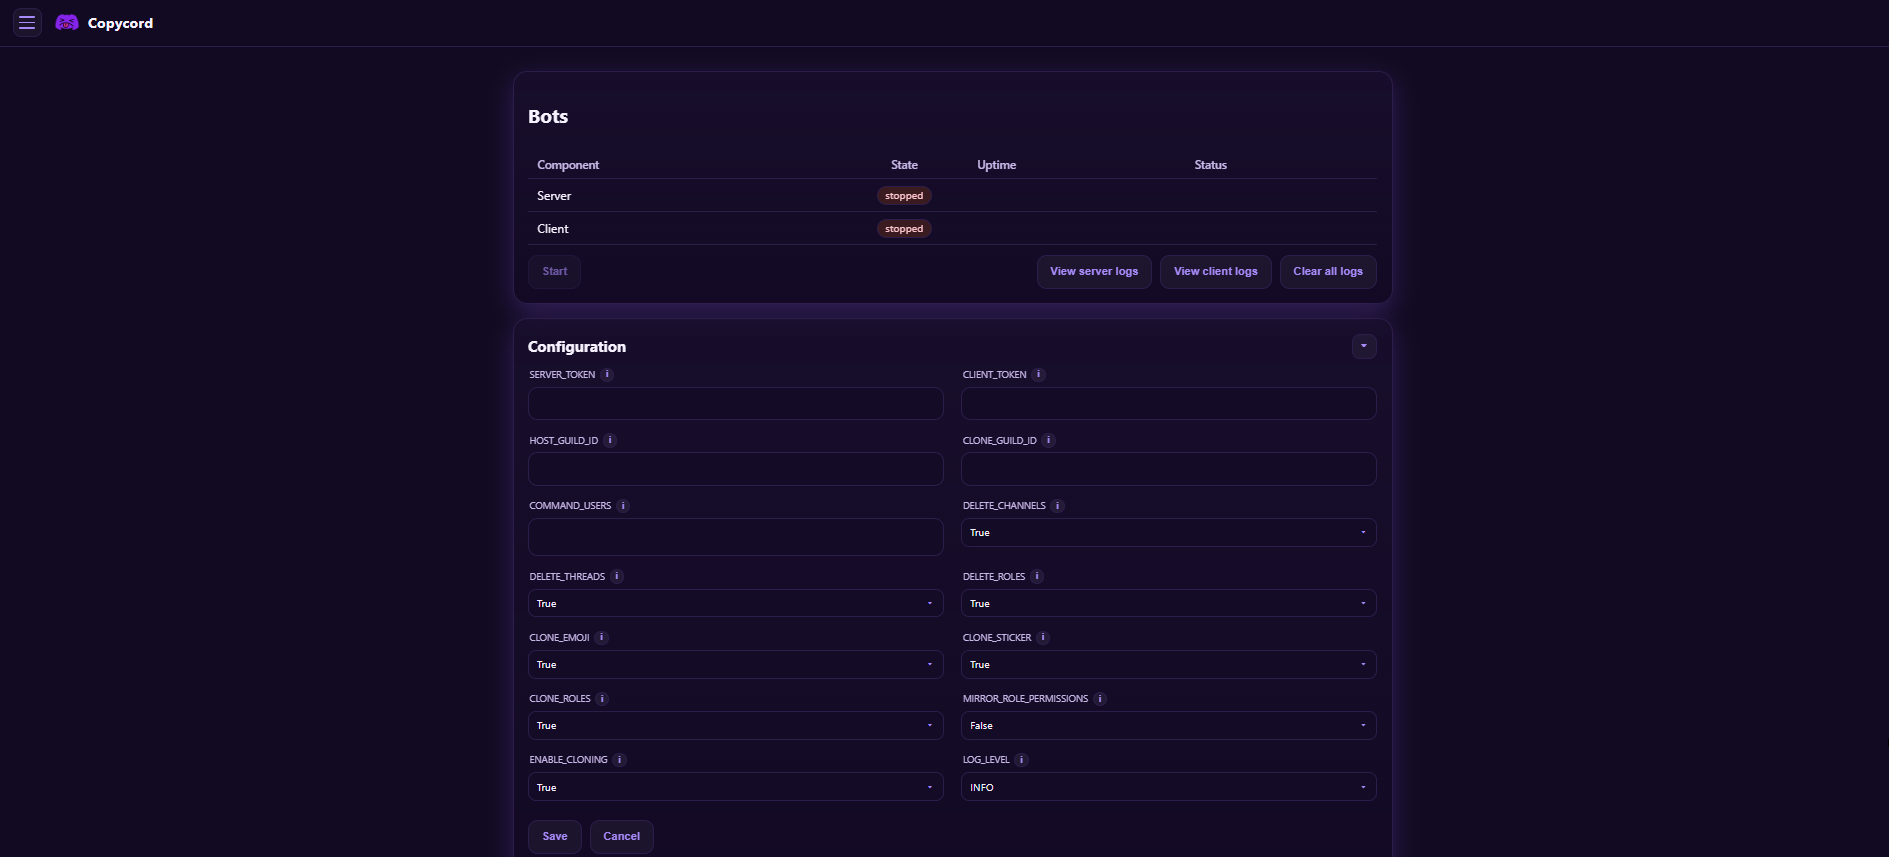 Copycord
Bots
Component State Uptime Status
Server stopped
Client stopped
Start View server logs View client logs Clear all logs
Configuration
SERVER_TOKEN i CLIENT_TOKEN i
HOST_GUILD_ID i CLONE_GUILD_ID i
COMMAND_USERS i DELETE_CHANNELS i
True
DELETE_THREADS i DELETE_ROLES i
True True
CLONE_EMOJI i CLONE_STICKER i
True True
CLONE_ROLES i MIRROR_ROLE_PERMISSIONS i
True False
ENABLE_CLONING i LOG_LEVEL i
True INFO
Save Cancel